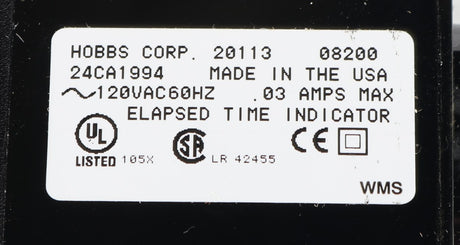 HOBBS CORP. 20113 08200
24CA1994 MADE IN THE USA
~120VAC60HZ .03 AMPS MAX
ELAPSED TIME INDICATOR
UL LISTED 105X SA LR 42455 CE
WMS